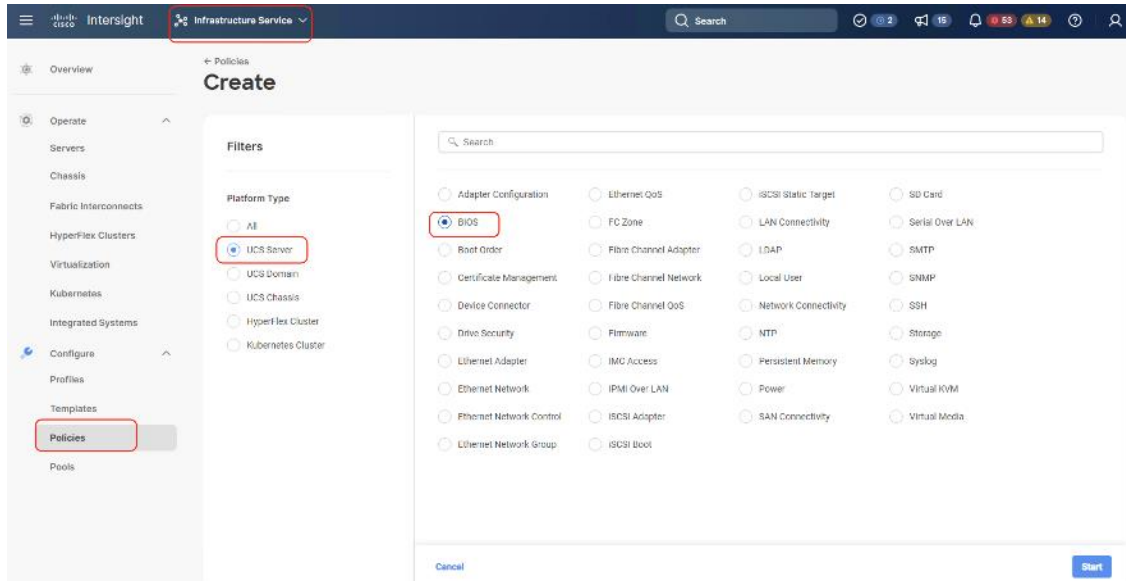 cisco Intersight
Infrastructure Service
Search
2
15
53
14
Overview
Operate
Servers
Chassis
Fabric Interconnects
HyperFlex Clusters
Virtualization
Kubernetes
Integrated Systems
Configure
Profiles
Templates
Policies
Pools
← Policies
Create
Filters
Platform Type
All
UCS Server
UCS Domain
UCS Chassis
HyperFlex Cluster
Kubernetes Cluster
Search
Adapter Configuration
BIOS
Boot Order
Certificate Management
Device Connector
Drive Security
Ethernet Adapter
Ethernet Network
Ethernet Network Control
Ethernet Network Group
Ethernet QoS
FC Zone
Fibre Channel Adapter
Fibre Channel Network
Fibre Channel QoS
Firmware
IMC Access
IPMI Over LAN
iSCSI Adapter
iSCSI Boot
iSCSI Static Target
LAN Connectivity
LDAP
Local User
Network Connectivity
NTP
Persistent Memory
Power
SAN Connectivity
SD Card
Serial Over LAN
SMTP
SNMP
SSH
Storage
Syslog
Virtual KVM
Virtual Media
Cancel
Start